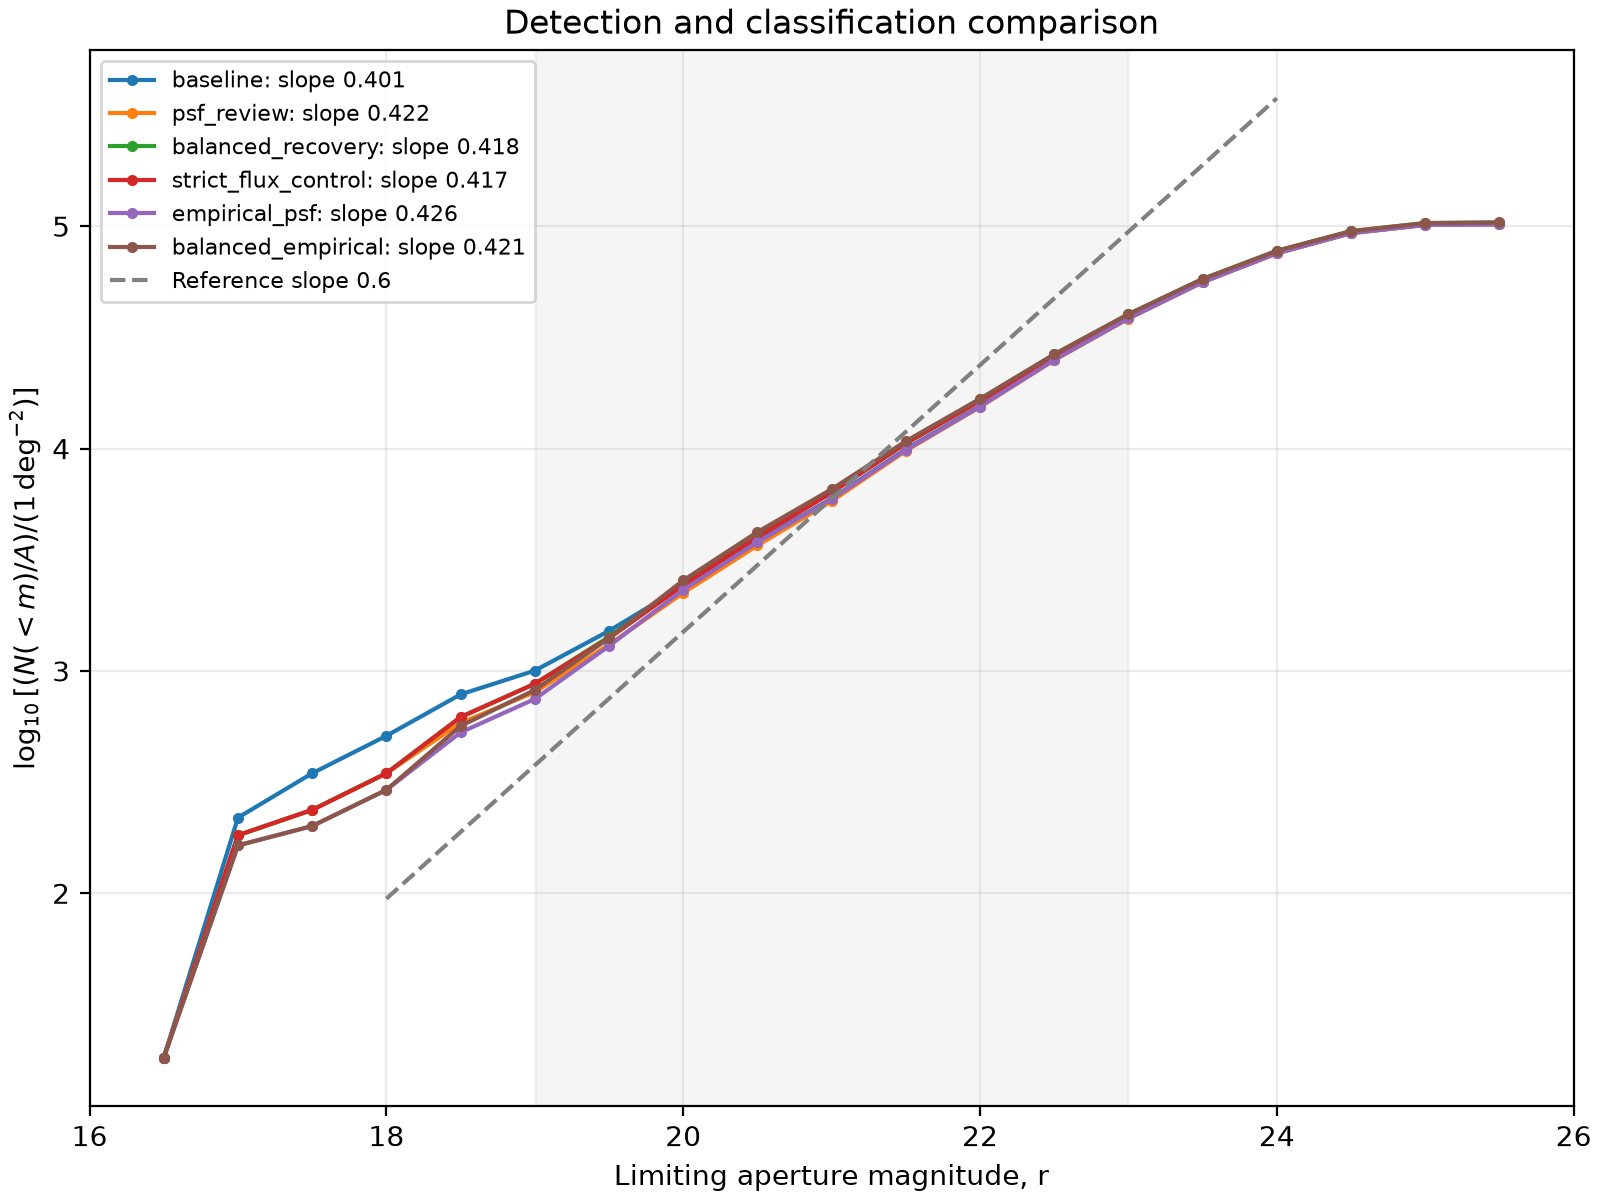 Detection and classification comparison
baseline: slope 0.401
psf_review: slope 0.422
balanced_recovery: slope 0.418
strict_flux_control: slope 0.417
empirical_psf: slope 0.426
balanced_empirical: slope 0.421
Reference slope 0.6
5
4
3
2
log₁₀ [(N(<m)/A)/(1 deg⁻²)]
16 18 20 22 24 26
Limiting aperture magnitude, r